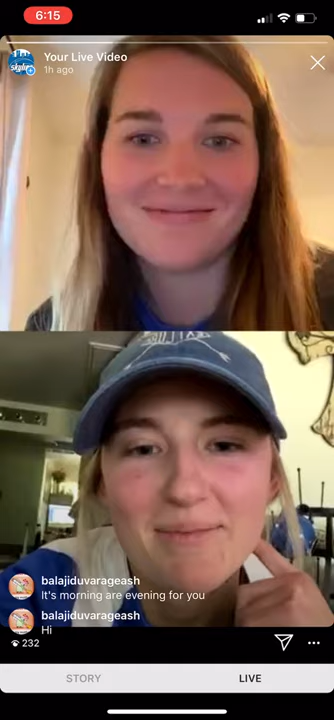 6:15
Your Live Video
1h ago
balajiduvarageash
It's morning are evening for you
balajiduvarageash
Hi
232
STORY
LIVE